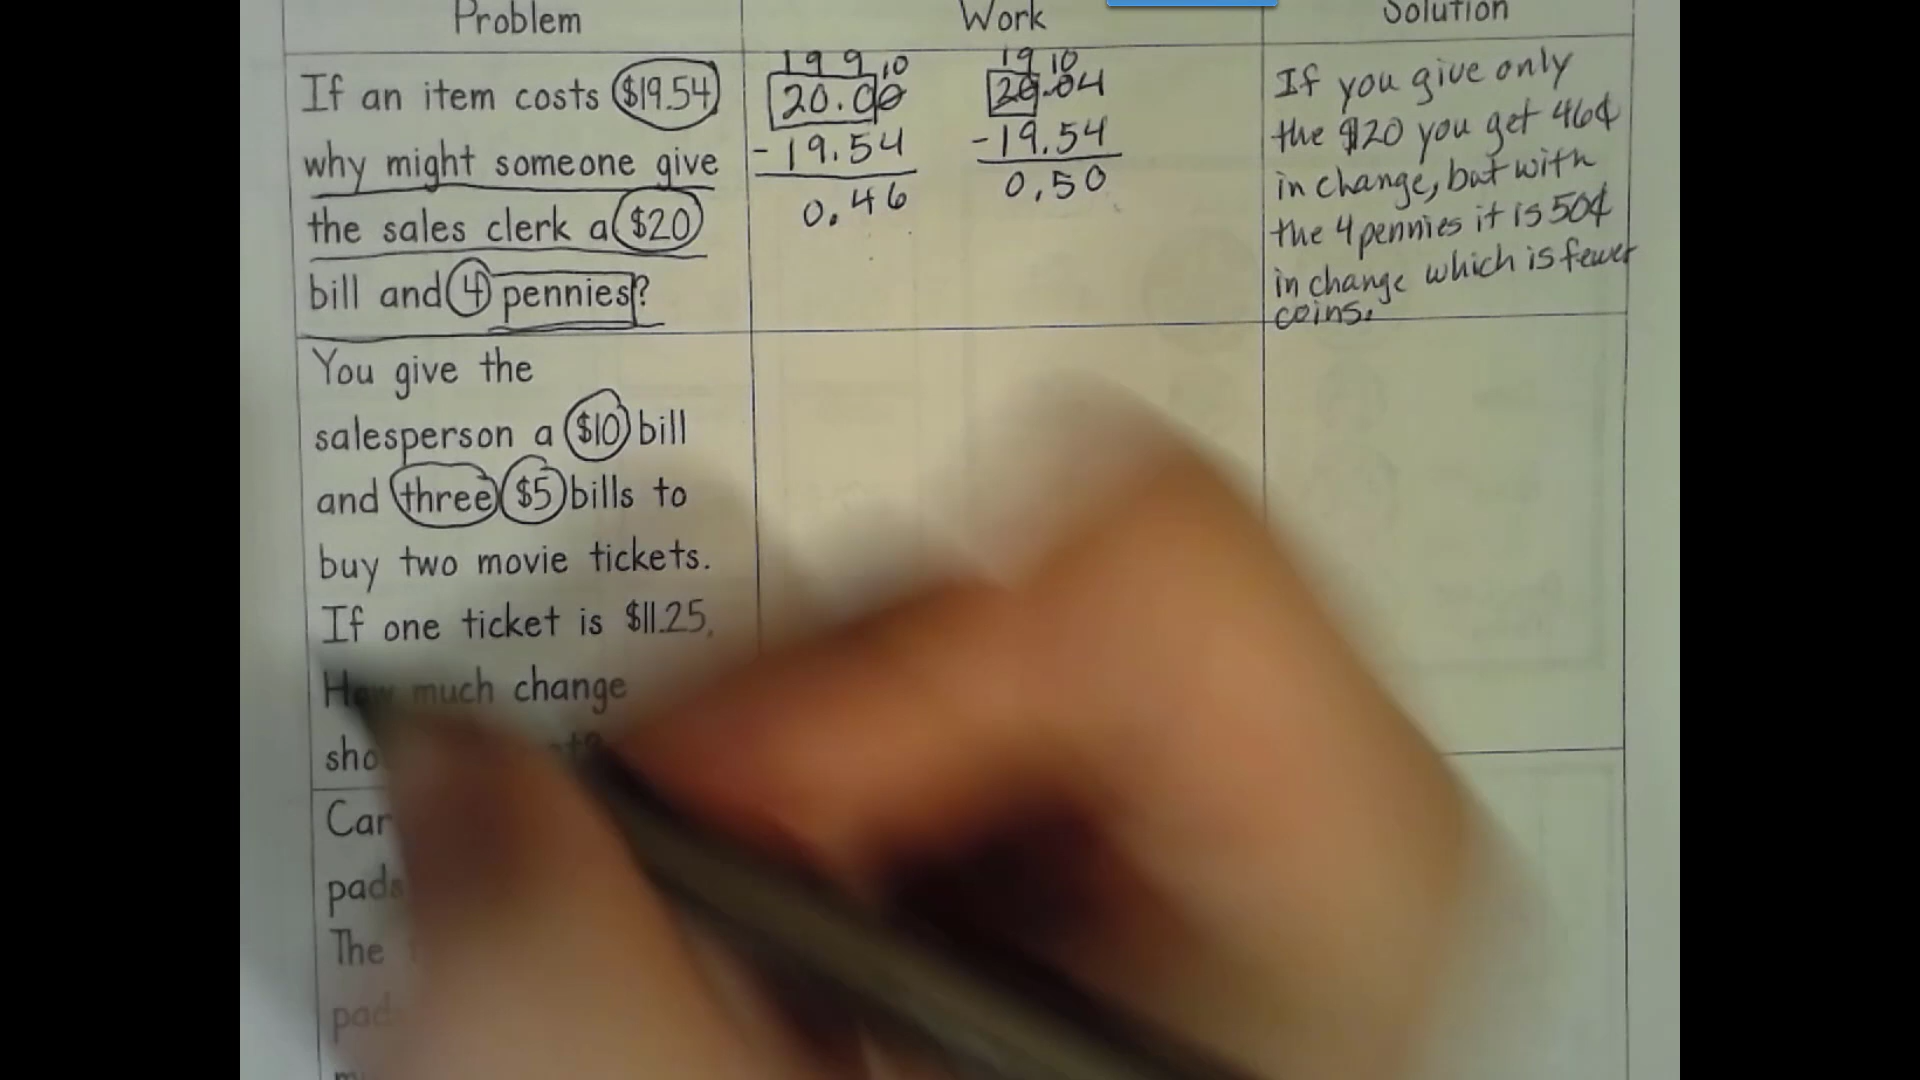 Problem
Work
Solution
If an item costs $19.54
why might someone give
the sales clerk a $20
bill and 4 pennies?
19 9 10
20.00
-19.54
0.46
19 10
20.04
-19.54
0.50
If you give only
the $20 you get 46¢
in change, but with
the 4 pennies it is 50¢
in change which is fewer
coins.
You give the
salesperson a $10 bill
and three $5 bills to
buy two movie tickets.
If one ticket is $11.25,
How much change
sho
Car
pads
The
pad